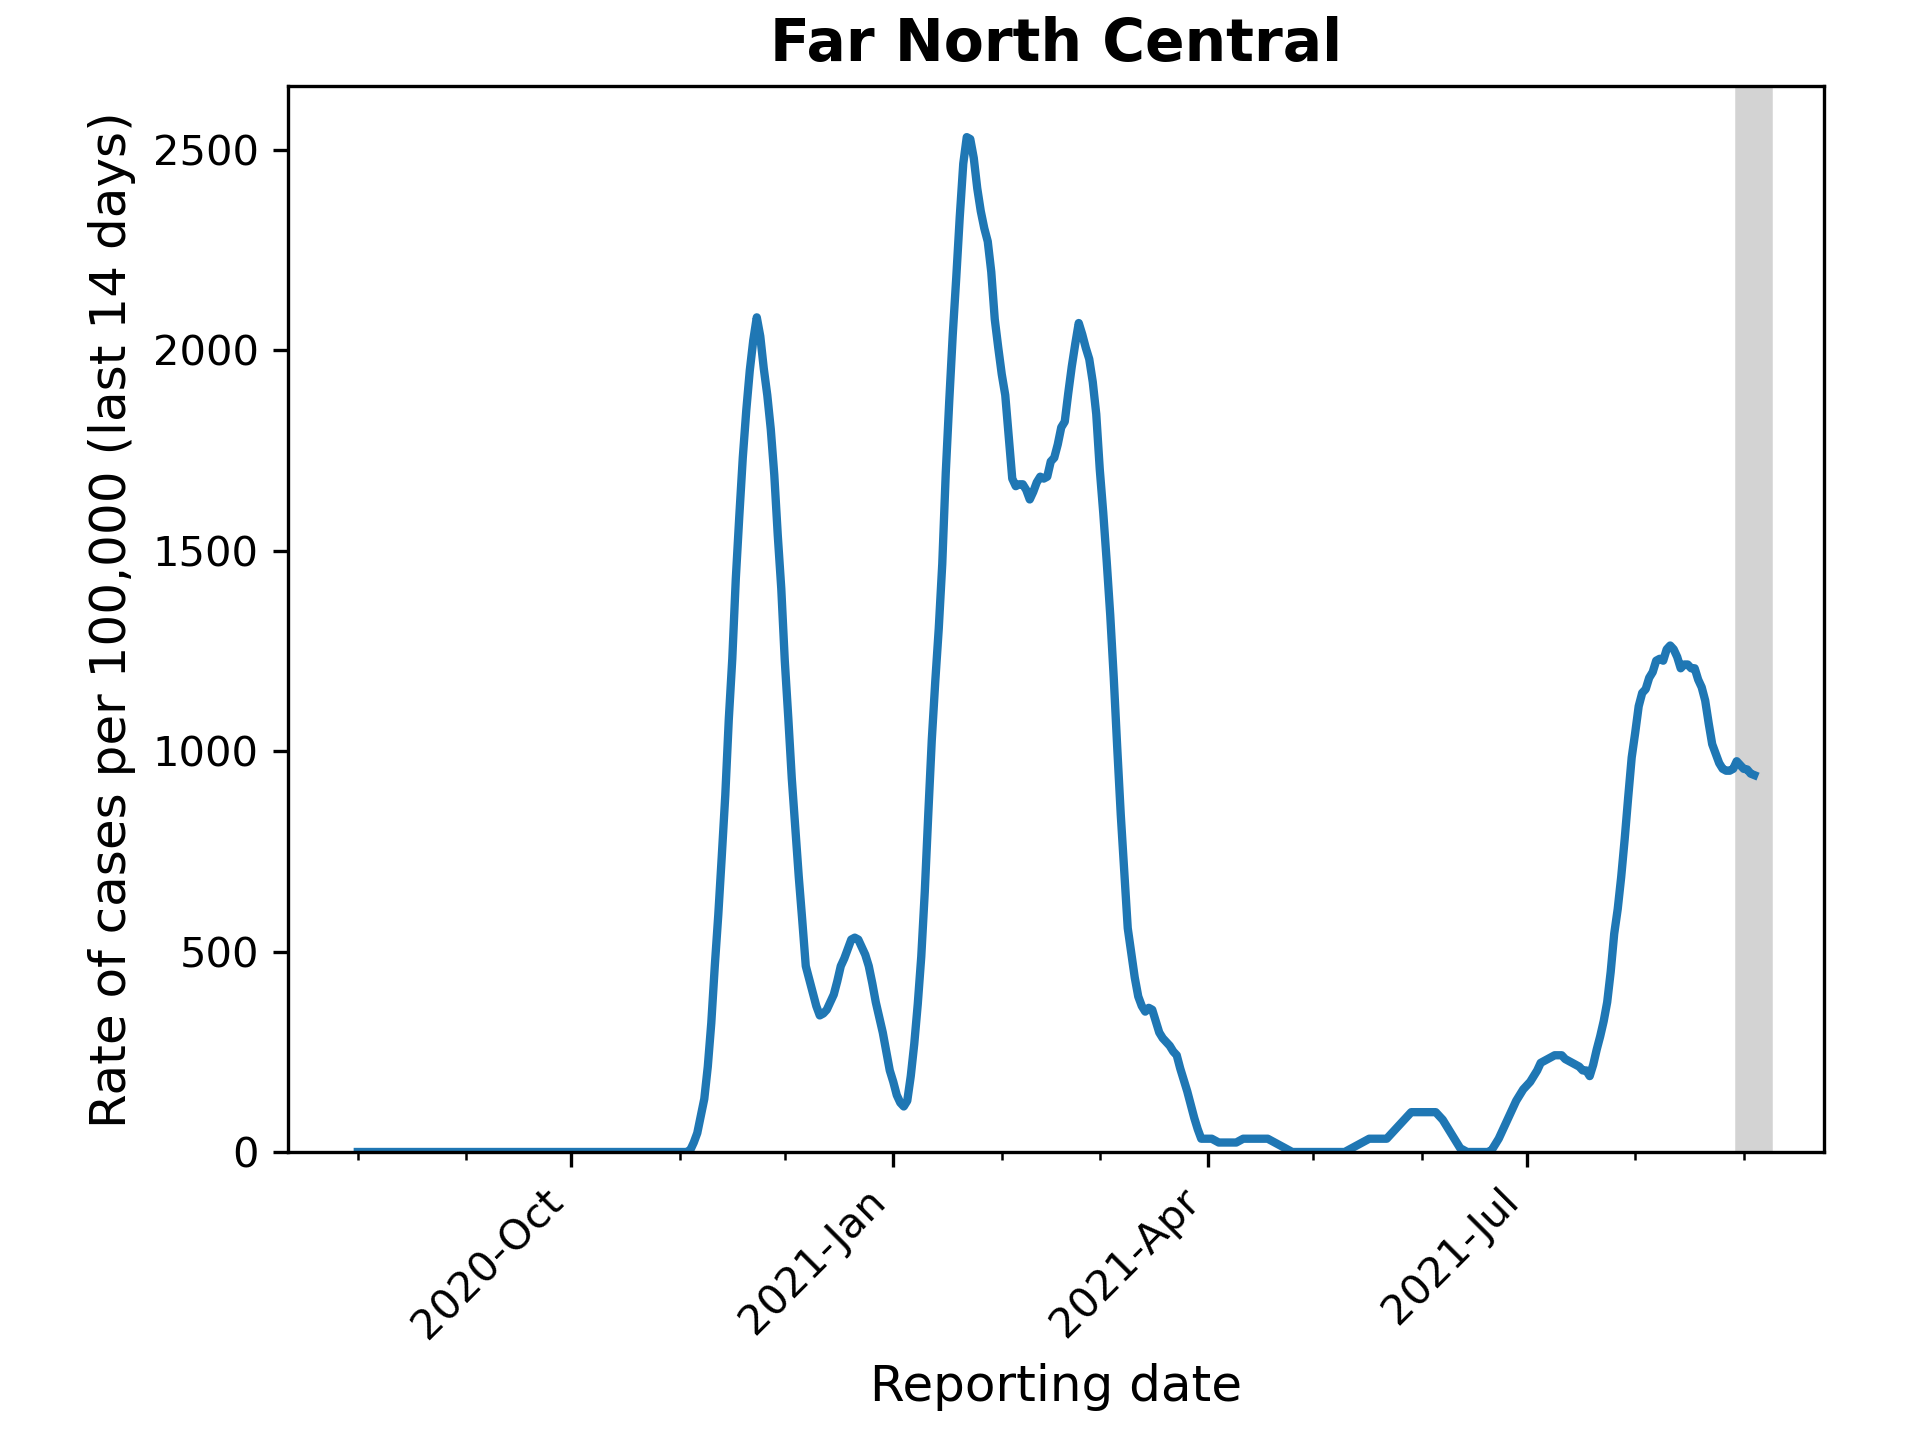 Far North Central
Rate of cases per 100,000 (last 14 days)
2500
2000
1500
1000
500
0
2020-Oct
2021-Jan
2021-Apr
2021-Jul
Reporting date